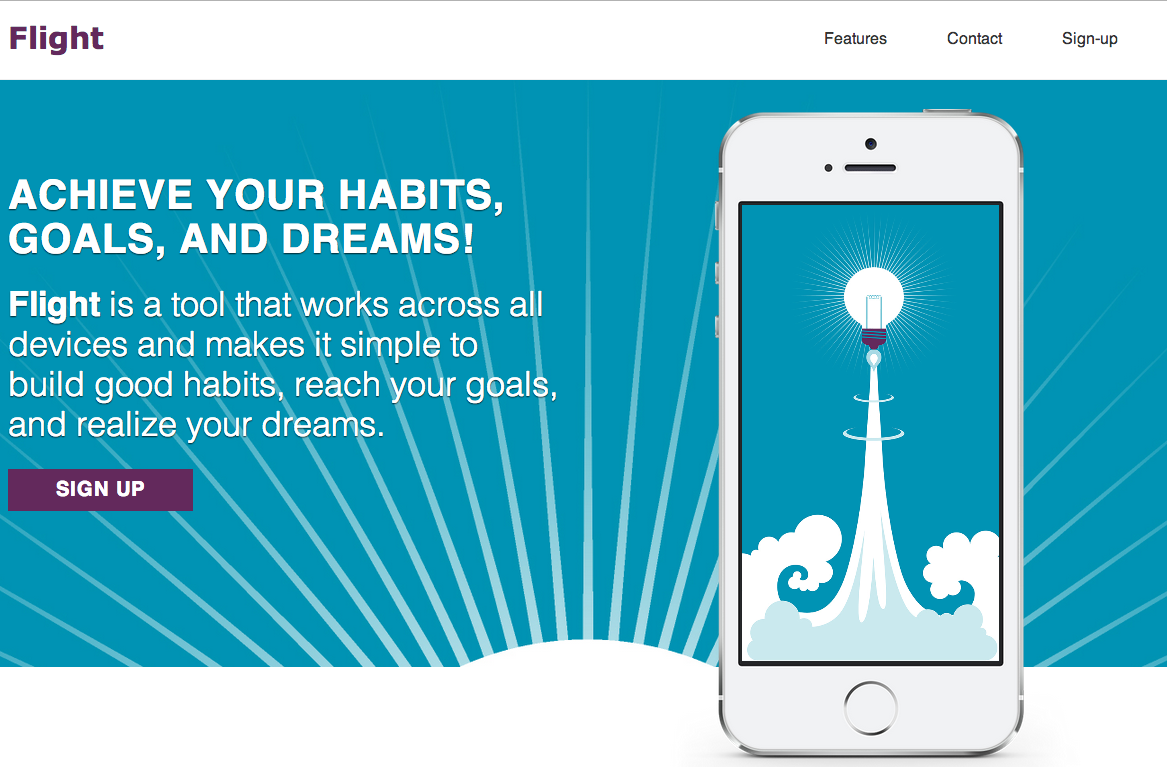 Flight
Features
Contact
Sign-up
ACHIEVE YOUR HABITS,
GOALS, AND DREAMS!
Flight is a tool that works across all
devices and makes it simple to
build good habits, reach your goals,
and realize your dreams.
SIGN UP